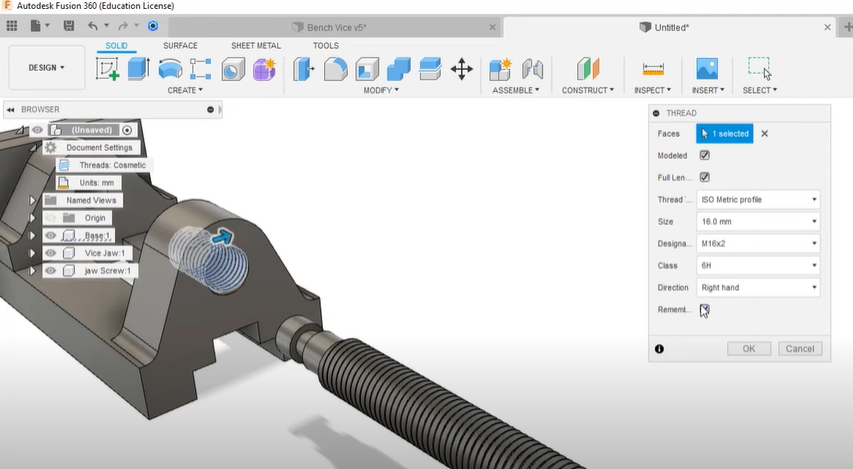 Autodesk Fusion 360 (Education License)
Bench Vice v5*
Untitled*
SOLID SURFACE SHEET METAL TOOLS
DESIGN
CREATE MODIFY ASSEMBLE CONSTRUCT INSPECT INSERT SELECT
BROWSER
(Unsaved)
Document Settings
Threads: Cosmetic
Units: mm
Named Views
Origin
Base:1
Vice Jaw:1
jaw Screw:1
THREAD
Faces 1 selected
Modeled
Full Len...
Thread ... ISO Metric profile
Size 16.0 mm
Designa... M16x2
Class 6H
Direction Right hand
Rememb...
OK Cancel